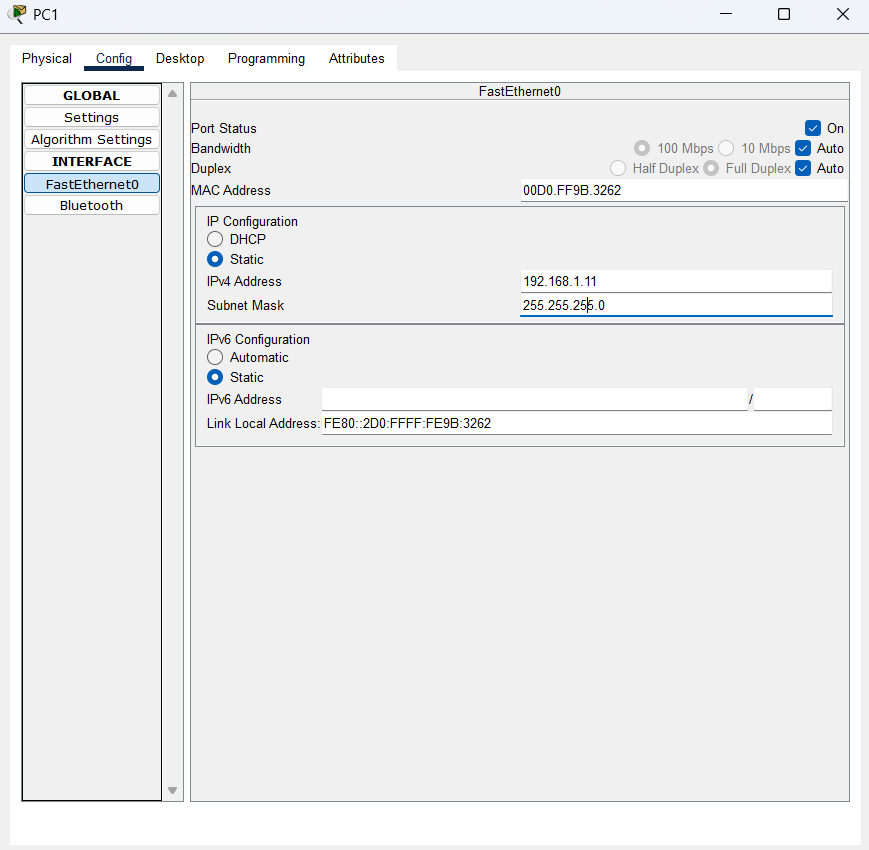 PC1
Physical Config Desktop Programming Attributes
GLOBAL
Settings
Algorithm Settings
INTERFACE
FastEthernet0
Bluetooth
FastEthernet0
Port Status On
Bandwidth 100 Mbps 10 Mbps Auto
Duplex Half Duplex Full Duplex Auto
MAC Address 00D0.FF9B.3262
IP Configuration
DHCP
Static
IPv4 Address 192.168.1.11
Subnet Mask 255.255.255.0
IPv6 Configuration
Automatic
Static
IPv6 Address /
Link Local Address: FE80::2D0:FFFF:FE9B:3262